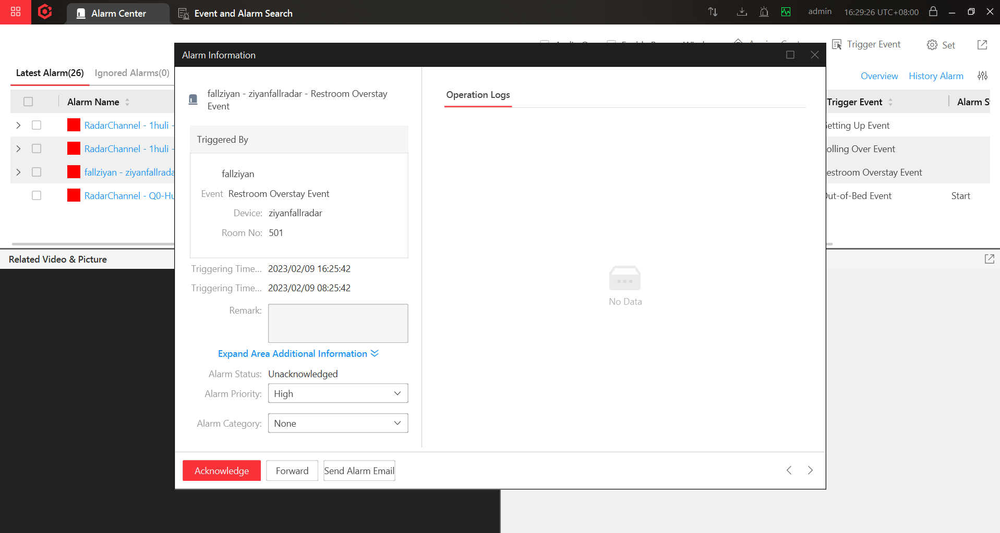 Alarm Center
Event and Alarm Search
admin
16:29:26 UTC+08:00
Trigger Event
Set
Alarm Information
Latest Alarm(26)
Ignored Alarms(0)
Overview
History Alarm
Alarm Name
Trigger Event
Alarm S
RadarChannel - 1huli -
etting Up Event
RadarChannel - 1huli -
olling Over Event
fallziyan - ziyanfallrada
estroom Overstay Event
RadarChannel - Q0-Hu
Out-of-Bed Event
Start
Related Video & Picture
fallziyan - ziyanfallradar - Restroom Overstay
Event
Triggered By
fallziyan
Event Restroom Overstay Event
Device: ziyanfallradar
Room No: 501
Triggering Time... 2023/02/09 16:25:42
Triggering Time... 2023/02/09 08:25:42
Remark:
Expand Area Additional Information
Alarm Status: Unacknowledged
Alarm Priority: High
Alarm Category: None
Acknowledge
Forward
Send Alarm Email
Operation Logs
No Data